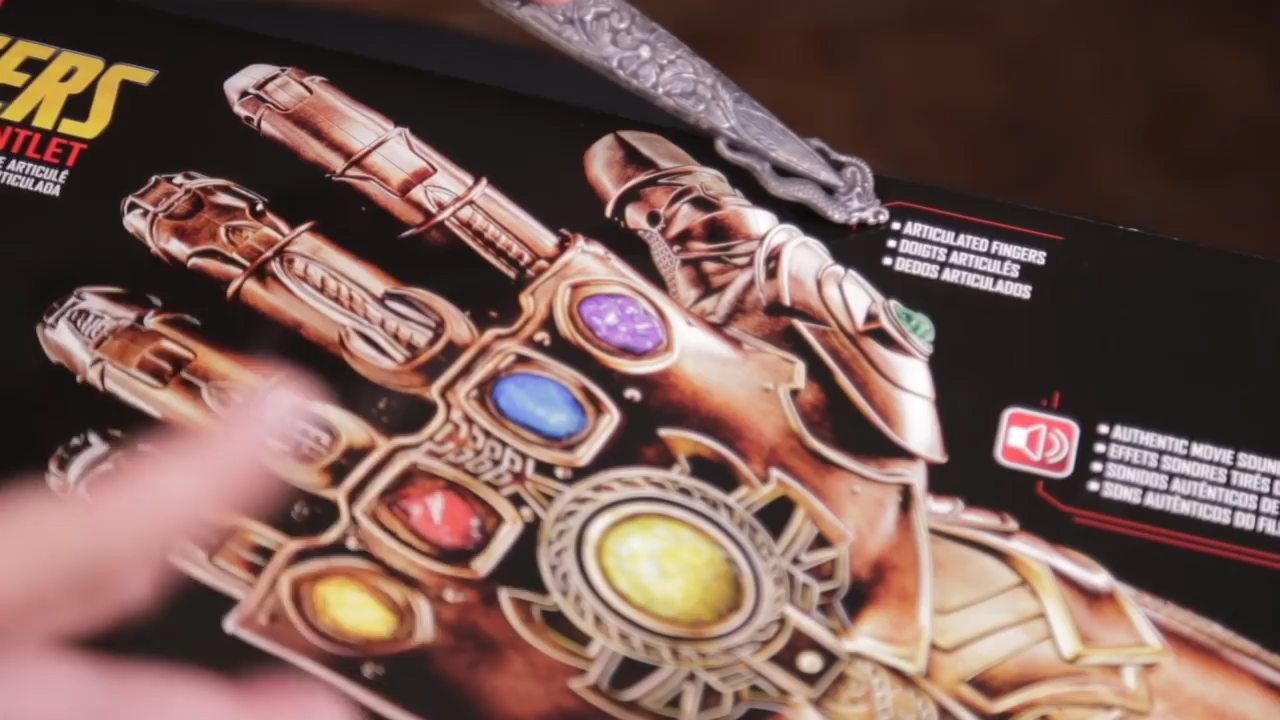 ERS
NTLET
E ARTICULÉ
TICULADA
• ARTICULATED FINGERS
• DOIGTS ARTICULÉS
• DEDOS ARTICULADOS
• AUTHENTIC MOVIE SOUN
• EFFETS SONORES TIRÉS D
• SONIDOS AUTÉNTICOS DE
• SONS AUTÊNTICOS DO FIL